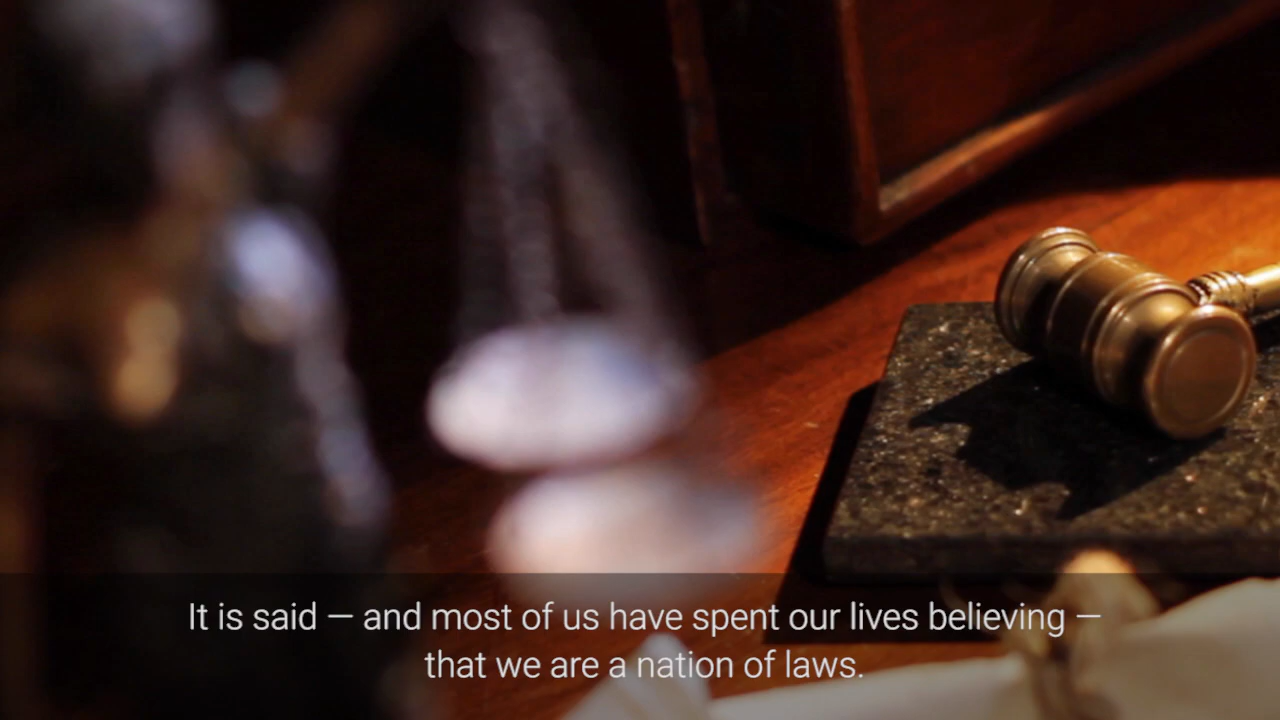 It is said — and most of us have spent our lives believing —
that we are a nation of laws.